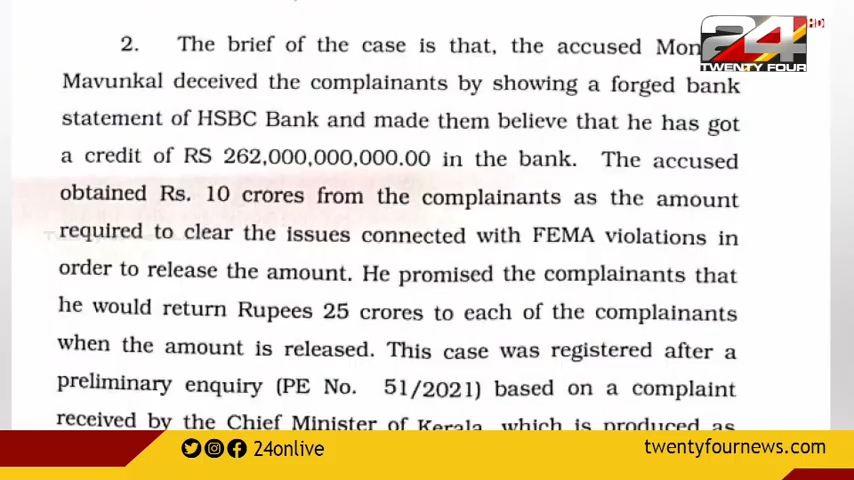 2. The brief of the case is that, the accused Mon
Mavunkal deceived the complainants by showing a forged bank
statement of HSBC Bank and made them believe that he has got
a credit of RS 262,000,000,000.00 in the bank. The accused
obtained Rs. 10 crores from the complainants as the amount
required to clear the issues connected with FEMA violations in
order to release the amount. He promised the complainants that
he would return Rupees 25 crores to each of the complainants
when the amount is released. This case was registered after a
preliminary enquiry (PE No. 51/2021) based on a complaint
received by the Chief Minister of Kerala, which is produced as
24 HD
TWENTY FOUR
24onlive
twentyfournews.com